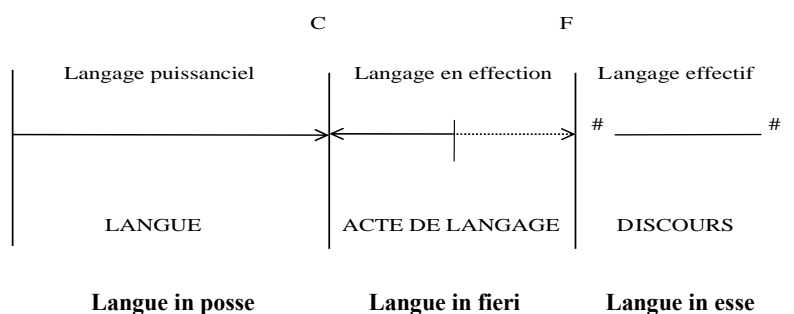 C F
Langage puissanciel Langage en effection Langage effectif
# #
LANGUE ACTE DE LANGAGE DISCOURS
Langue in posse Langue in fieri Langue in esse